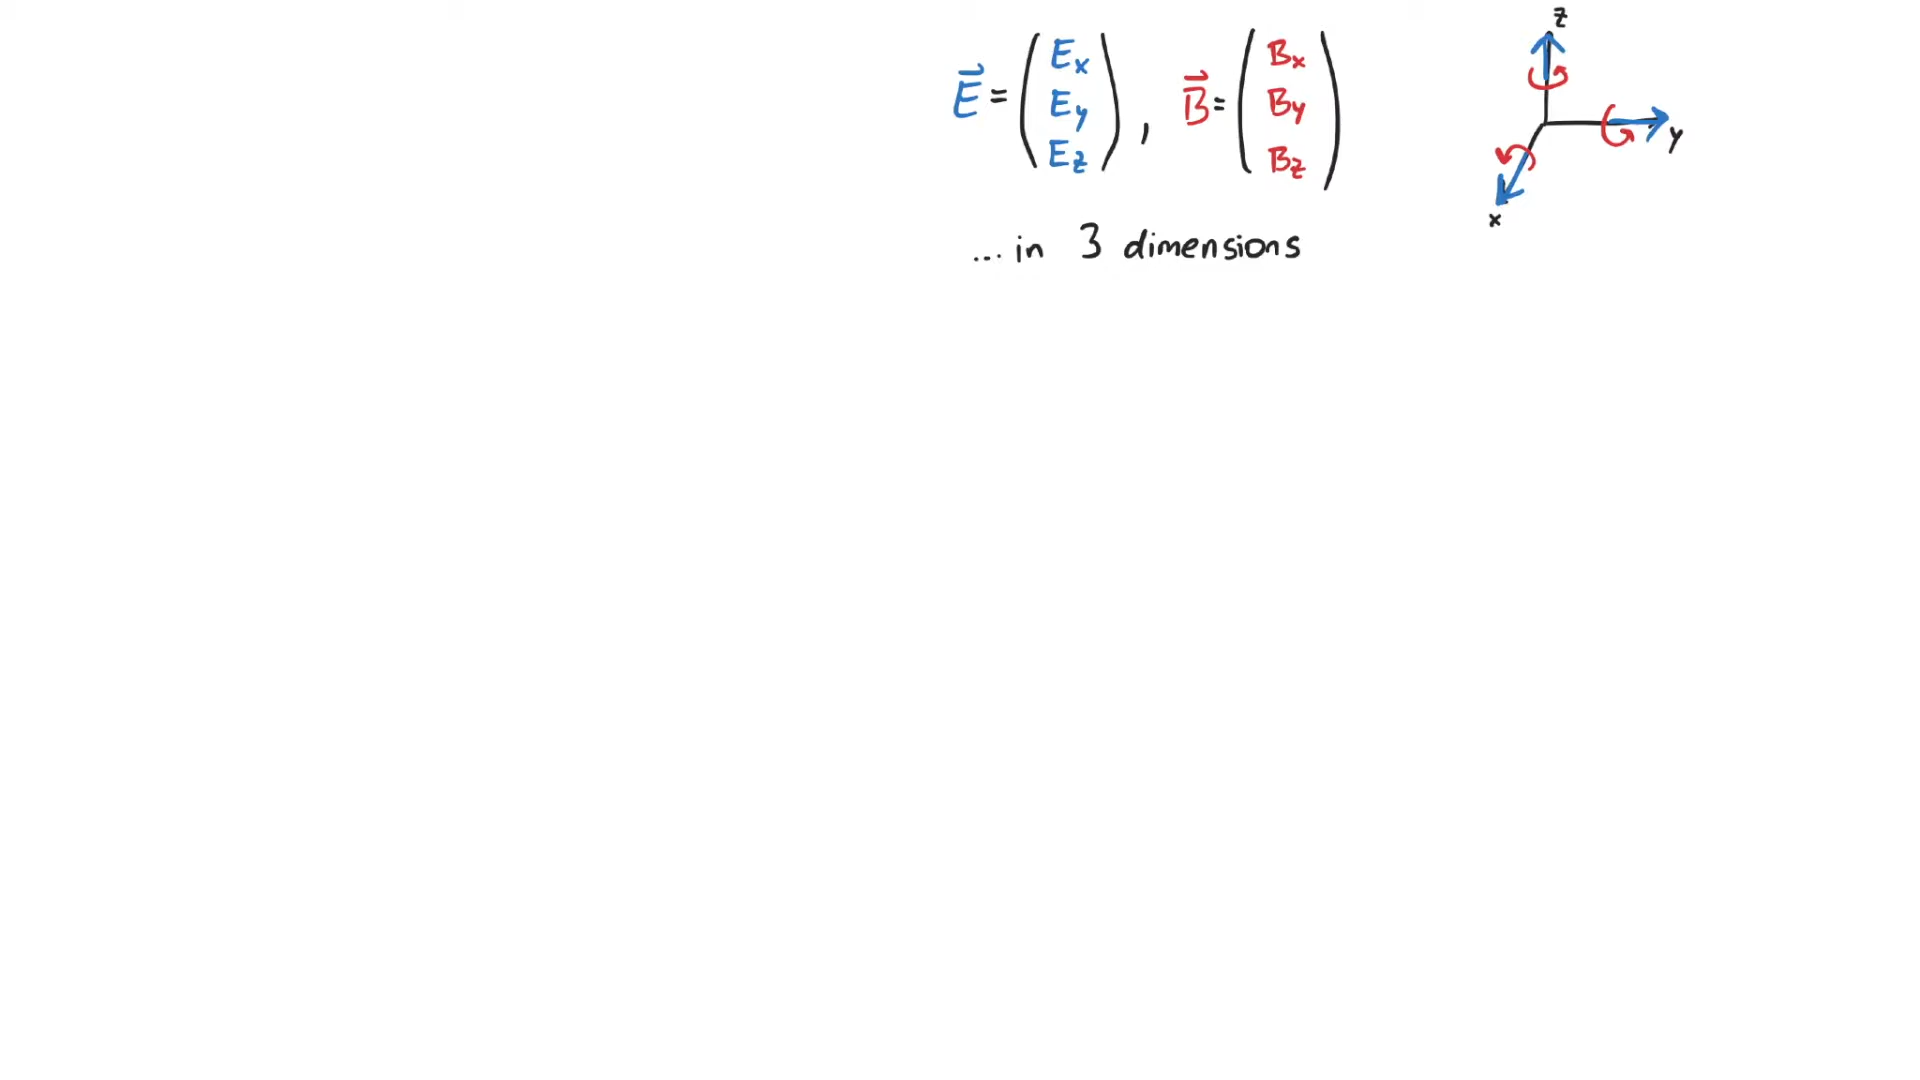 E⃗ = (Ex Ey Ez) , B⃗ = (Bx By Bz)
... in 3 dimensions
z
y
x